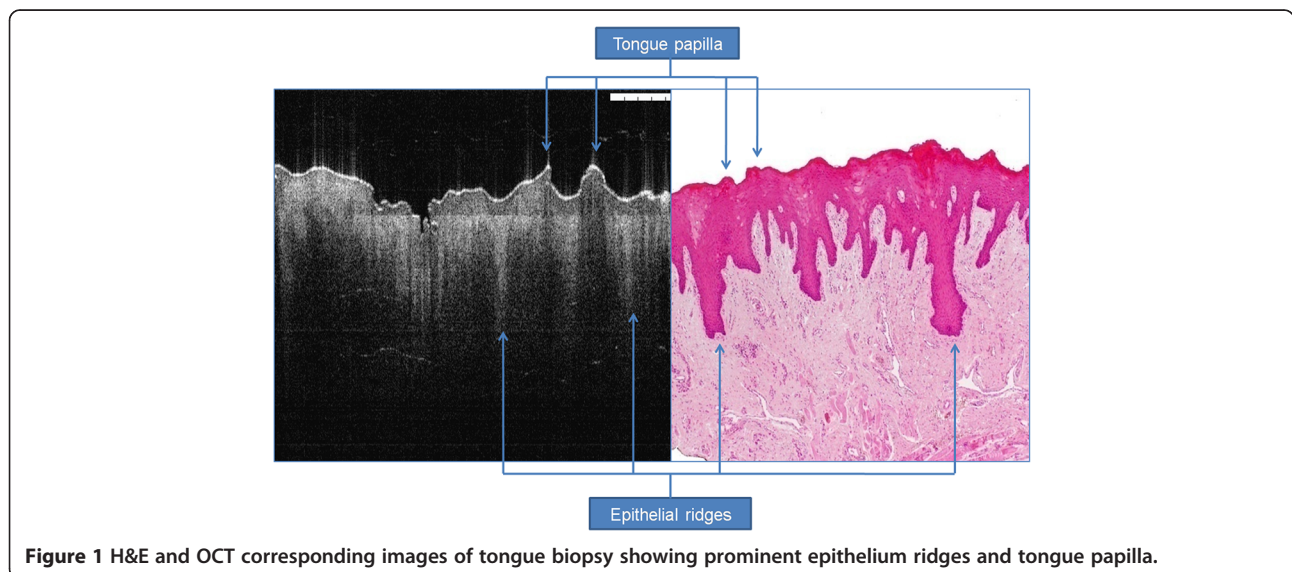 Tongue papilla
Epithelial ridges
Figure 1 H&E and OCT corresponding images of tongue biopsy showing prominent epithelium ridges and tongue papilla.